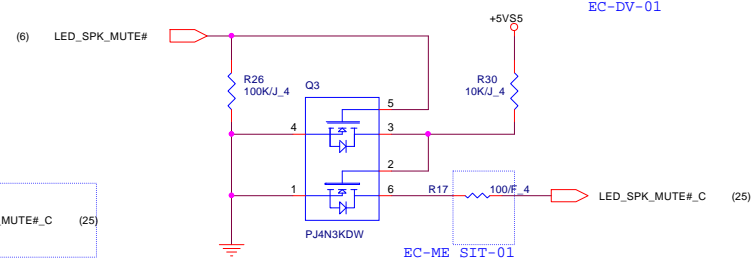 EC-DV-01
+5VS5
(6) LED_SPK_MUTE#
R26
100K/J_4
Q3
R30
10K/J_4
5
4
3
2
1
6
R17
100/F_4
LED_SPK_MUTE#_C (25)
MUTE#_C (25)
PJ4N3KDW
EC-ME SIT-01